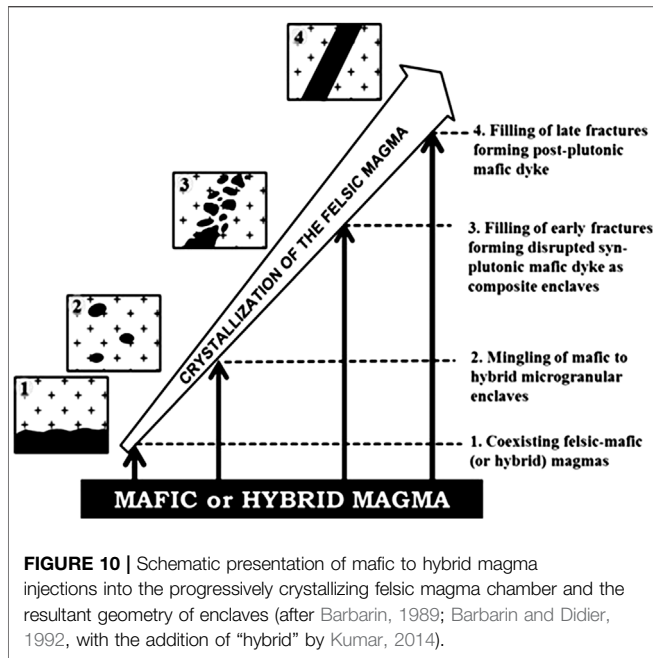 4
4. Filling of late fractures
forming post-plutonic
mafic dyke
3
3. Filling of early fractures
forming disrupted syn-
plutonic mafic dyke as
composite enclaves
CRYSTALLIZATION OF THE FELSIC MAGMA
2
2. Mingling of mafic to
hybrid microgranular
enclaves
1
1. Coexisting felsic-mafic
(or hybrid) magmas
MAFIC or HYBRID MAGMA
FIGURE 10 | Schematic presentation of mafic to hybrid magma
injections into the progressively crystallizing felsic magma chamber and the
resultant geometry of enclaves (after Barbarin, 1989; Barbarin and Didier,
1992, with the addition of “hybrid” by Kumar, 2014).